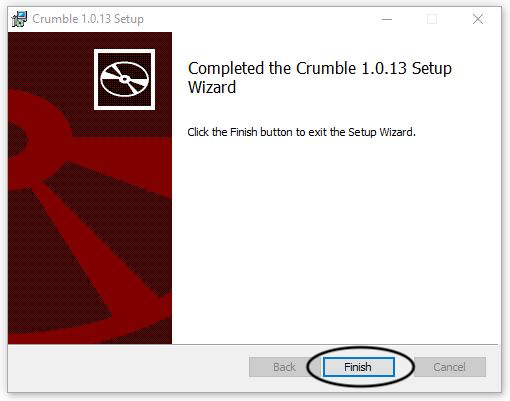 Crumble 1.0.13 Setup
Completed the Crumble 1.0.13 Setup
Wizard
Click the Finish button to exit the Setup Wizard.
Back
Finish
Cancel